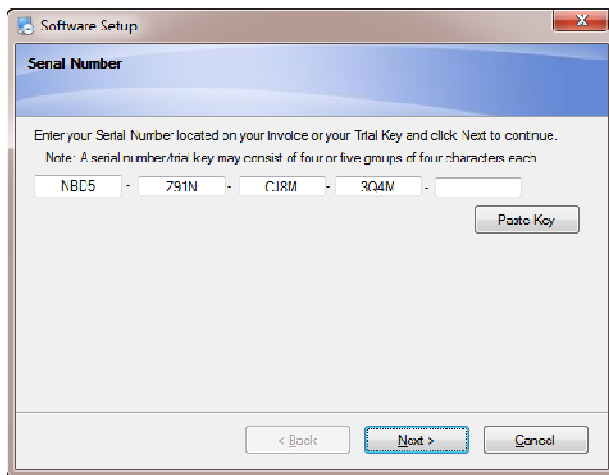 Software Setup
Serial Number
Enter your Serial Number located on your Invoice or your Trial Key and click Next to continue.
Note: A serial number/trial key may consist of four or five groups of four characters each
NBD5 - Z91N - CJ8M - 3Q4M -
Paste Key
< Back Next > Cancel